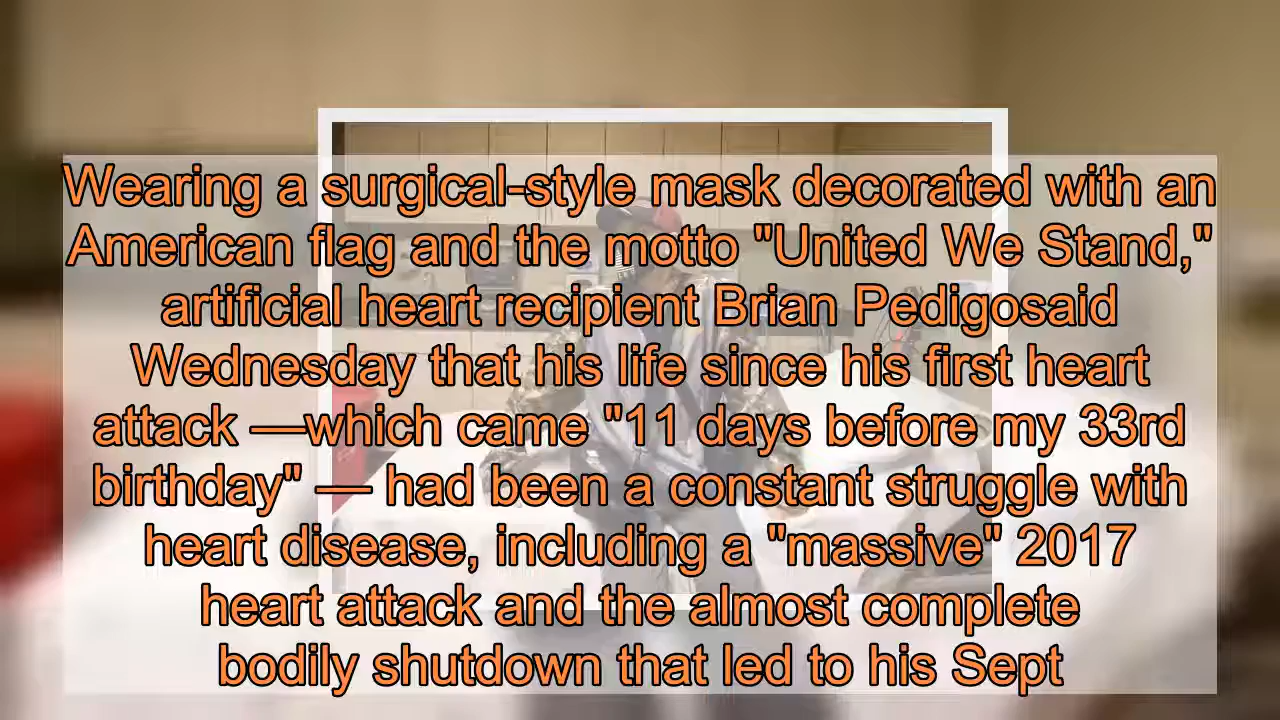 Wearing a surgical-style mask decorated with an
American flag and the motto "United We Stand,"
artificial heart recipient Brian Pedigosaid
Wednesday that his life since his first heart
attack —which came "11 days before my 33rd
birthday" — had been a constant struggle with
heart disease, including a "massive" 2017
heart attack and the almost complete
bodily shutdown that led to his Sept